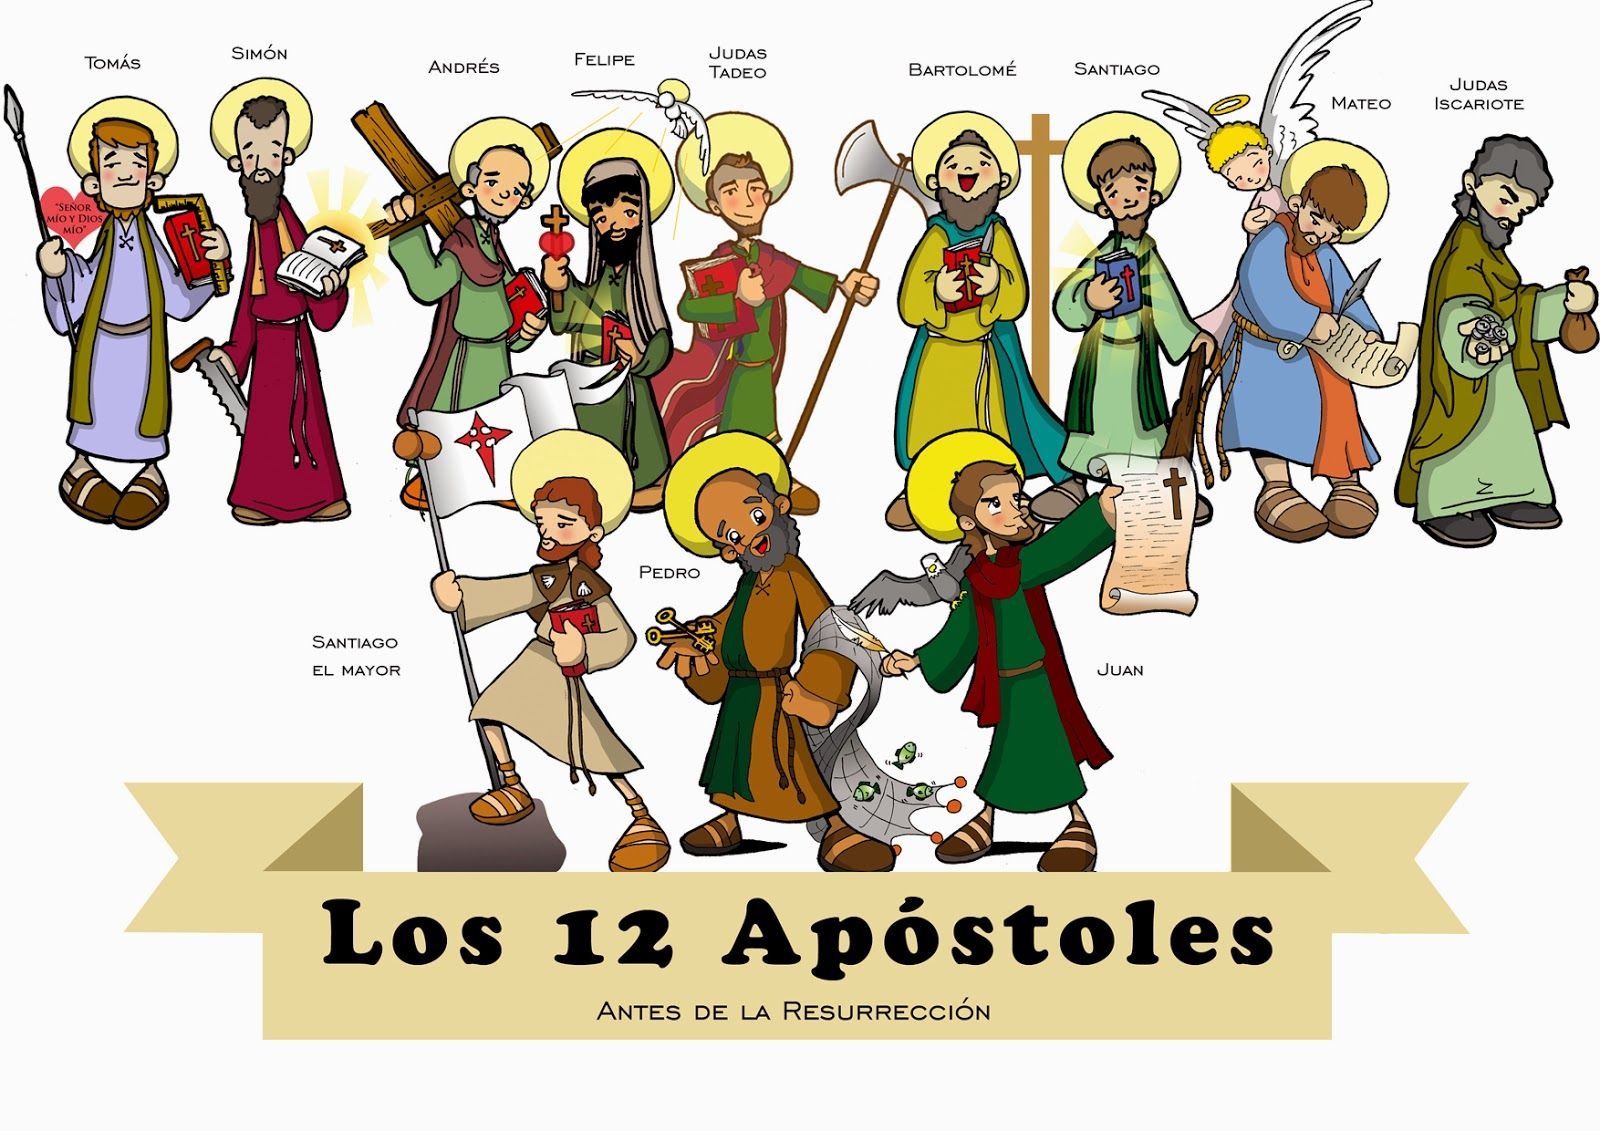 Tomás
Simón
Andrés
Felipe
Judas
Tadeo
Bartolomé
Santiago
Mateo
Judas
Iscariote
"Señor
mío y Dios
mío"
Santiago
el mayor
Pedro
Juan
Los 12 Apóstoles
Antes de la Resurrección